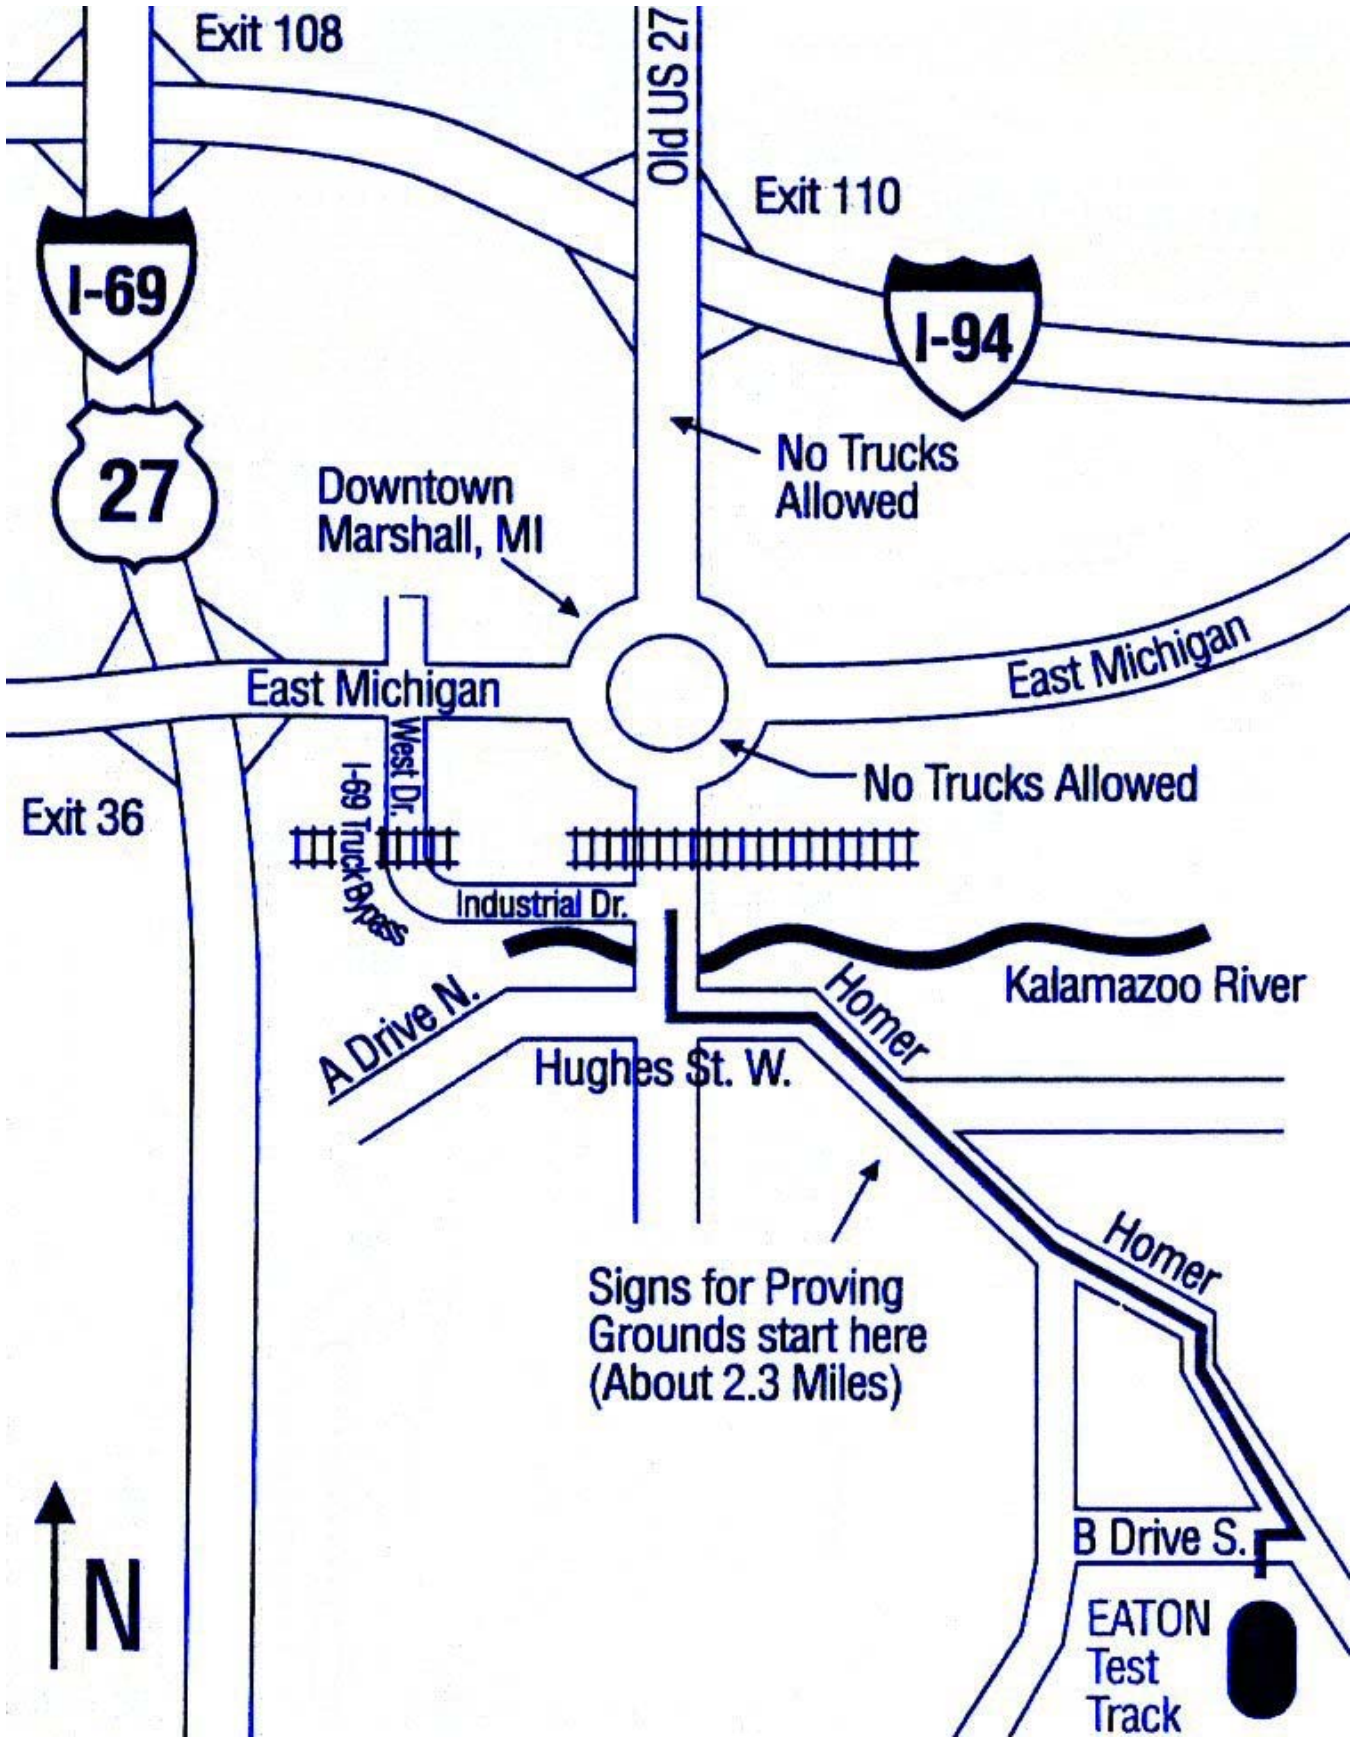 Exit 108
Old US 27
Exit 110
I-69
I-94
27
No Trucks
Allowed
Downtown
Marshall, MI
East Michigan
East Michigan
West Dr.
I-69 Truck Bypass
No Trucks Allowed
Exit 36
Industrial Dr.
Kalamazoo River
A Drive N.
Homer
Hughes St. W.
Homer
Signs for Proving
Grounds start here
(About 2.3 Miles)
B Drive S.
N
EATON
Test
Track